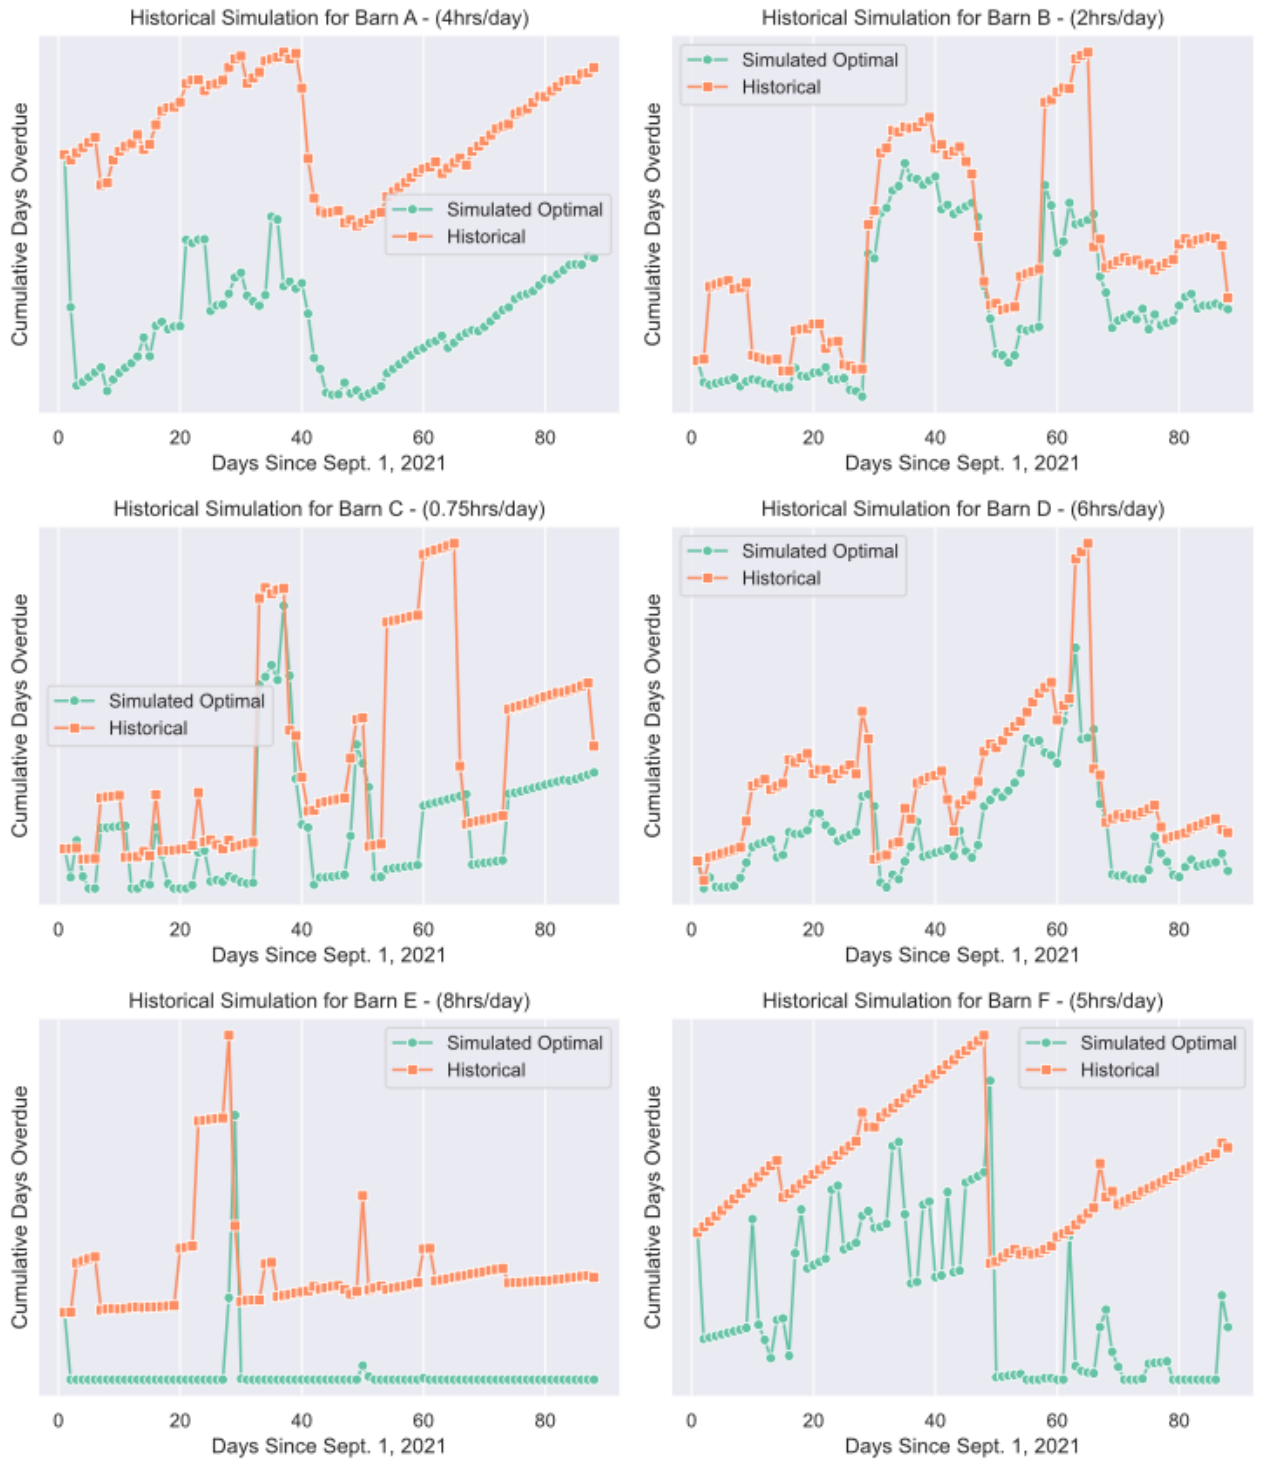 Historical Simulation for Barn A - (4hrs/day)
Cumulative Days Overdue
Simulated Optimal
Historical
0 20 40 60 80
Days Since Sept. 1, 2021
Historical Simulation for Barn B - (2hrs/day)
Cumulative Days Overdue
Simulated Optimal
Historical
0 20 40 60 80
Days Since Sept. 1, 2021
Historical Simulation for Barn C - (0.75hrs/day)
Cumulative Days Overdue
Simulated Optimal
Historical
0 20 40 60 80
Days Since Sept. 1, 2021
Historical Simulation for Barn D - (6hrs/day)
Cumulative Days Overdue
Simulated Optimal
Historical
0 20 40 60 80
Days Since Sept. 1, 2021
Historical Simulation for Barn E - (8hrs/day)
Cumulative Days Overdue
Simulated Optimal
Historical
0 20 40 60 80
Days Since Sept. 1, 2021
Historical Simulation for Barn F - (5hrs/day)
Cumulative Days Overdue
Simulated Optimal
Historical
0 20 40 60 80
Days Since Sept. 1, 2021